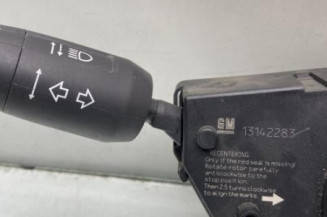 GM
13142283
RECENTERING
Only if the red seal is missing!
Rotate rotor carefully
anticlockwise to the
stop position.
Then 2.5 turns clockwise
to align the marks